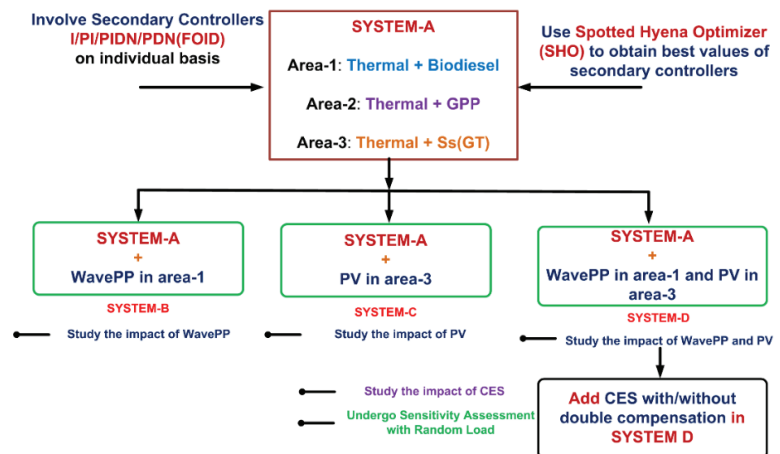 Involve Secondary Controllers
I/PI/PIDN/PDN(FOID)
on individual basis
SYSTEM-A
Area-1: Thermal + Biodiesel
Area-2: Thermal + GPP
Area-3: Thermal + Ss(GT)
Use Spotted Hyena Optimizer
(SHO) to obtain best values of
secondary controllers
SYSTEM-A
+
WavePP in area-1
SYSTEM-B
Study the impact of WavePP
SYSTEM-A
+
PV in area-3
SYSTEM-C
Study the impact of PV
SYSTEM-A
+
WavePP in area-1 and PV in
area-3
SYSTEM-D
Study the impact of WavePP and PV
Study the impact of CES
Undergo Sensitivity Assessment
with Random Load
Add CES with/without
double compensation in
SYSTEM D